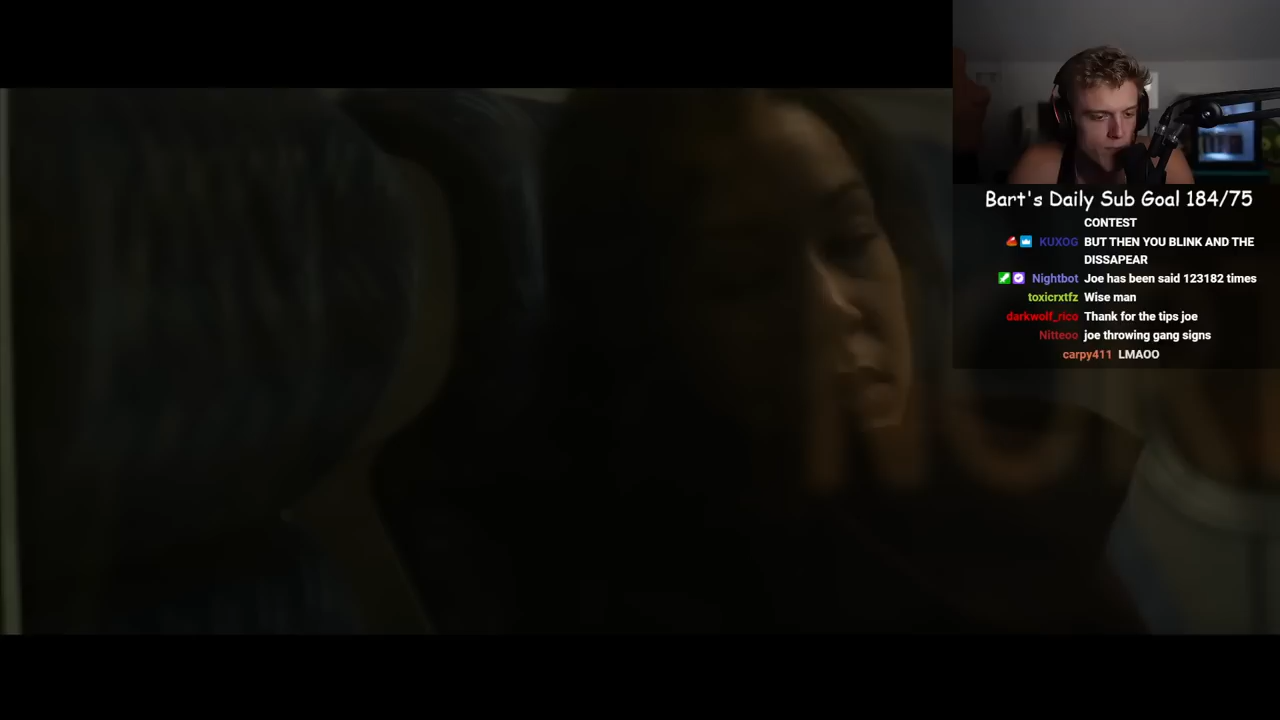 Bart's Daily Sub Goal 184/75
CONTEST
KUXOG BUT THEN YOU BLINK AND THE
DISSAPEAR
Nightbot Joe has been said 123182 times
toxicrxtfz Wise man
darkwolf_rico Thank for the tips joe
Nitteoo joe throwing gang signs
carpy411 LMAOO